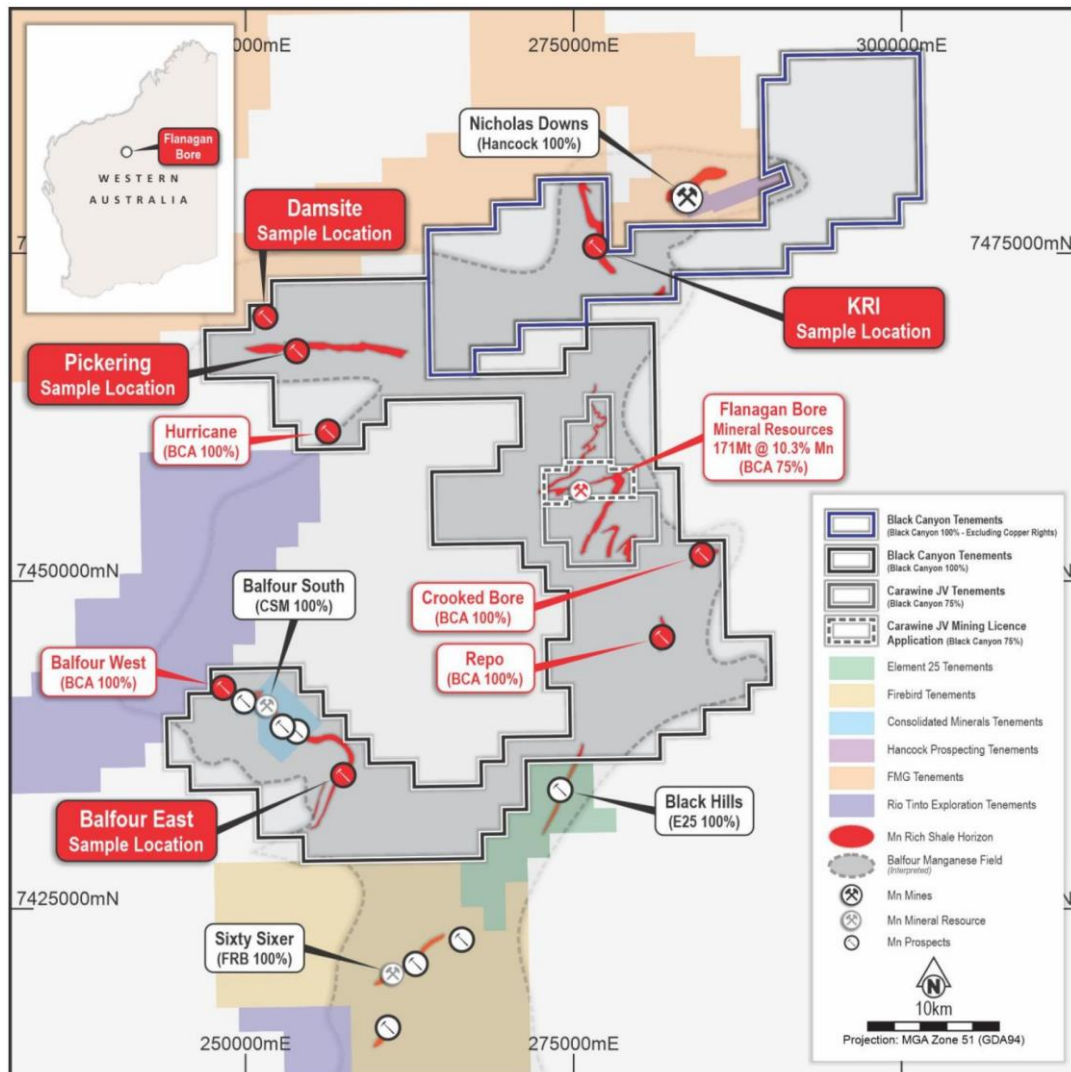 275000mE
300000mE
Flanagan
Bore
WESTERN
AUSTRALIA
Nicholas Downs
(Hancock 100%)
Damsite
Sample Location
7475000mN
KRI
Sample Location
Pickering
Sample Location
Hurricane
(BCA 100%)
Flanagan Bore
Mineral Resources
171Mt @ 10.3% Mn
(BCA 75%)
7450000mN
Balfour South
(CSM 100%)
Crooked Bore
(BCA 100%)
Balfour West
(BCA 100%)
Repo
(BCA 100%)
Balfour East
Sample Location
Black Hills
(E25 100%)
7425000mN
Sixty Sixer
(FRB 100%)
250000mE
275000mE
Black Canyon Tenements
(Black Canyon 100% - Excluding Copper Rights)
Black Canyon Tenements
(Black Canyon 100%)
Carawine JV Tenements
(Black Canyon 75%)
Carawine JV Mining Licence
Application (Black Canyon 75%)
Element 25 Tenements
Firebird Tenements
Consolidated Minerals Tenements
Hancock Prospecting Tenements
FMG Tenements
Rio Tinto Exploration Tenements
Mn Rich Shale Horizon
Balfour Manganese Field
(Interpreted)
Mn Mines
Mn Mineral Resource
Mn Prospects
N
10km
Projection: MGA Zone 51 (GDA94)